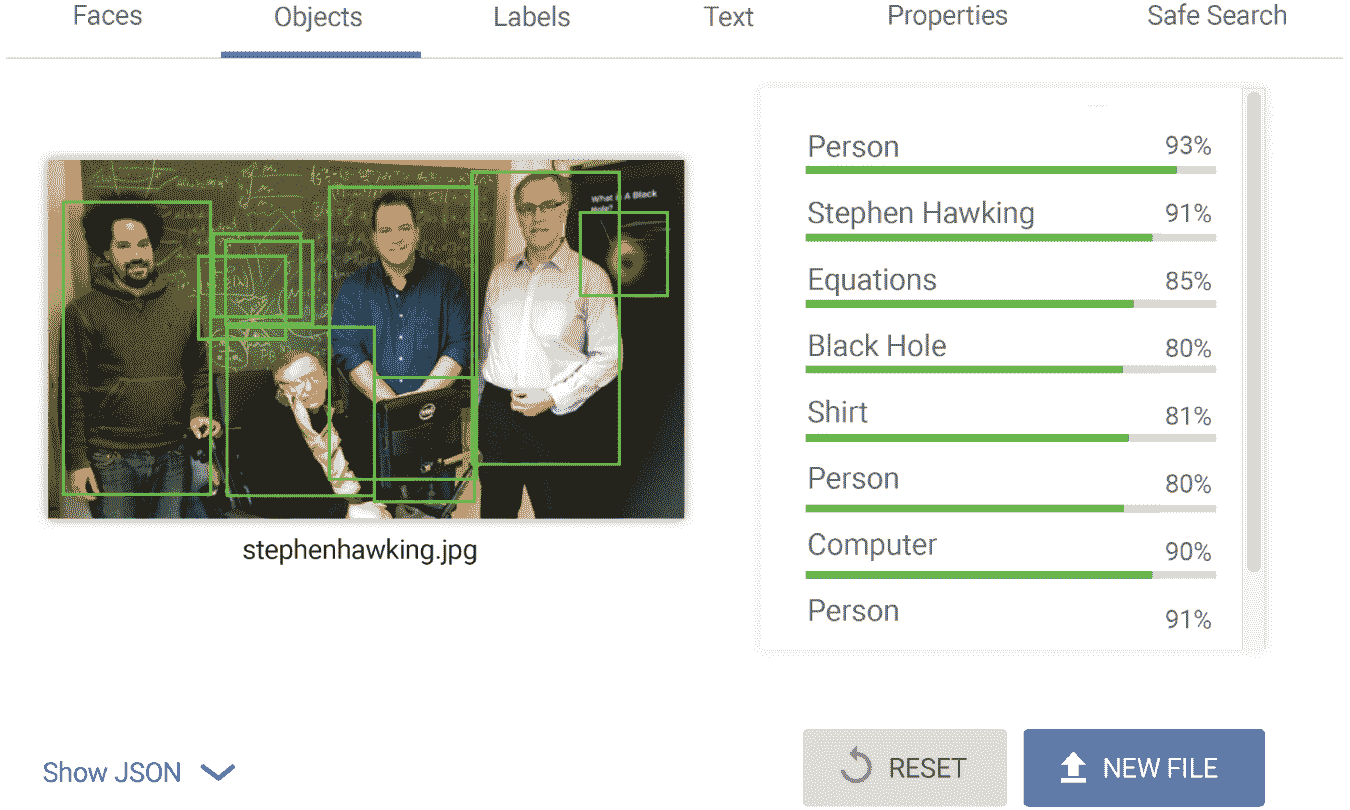 Faces Objects Labels Text Properties Safe Search
What Is A Black
Hole?
stephenhawking.jpg
Person 93%
Stephen Hawking 91%
Equations 85%
Black Hole 80%
Shirt 81%
Person 80%
Computer 90%
Person 91%
Show JSON
RESET
NEW FILE